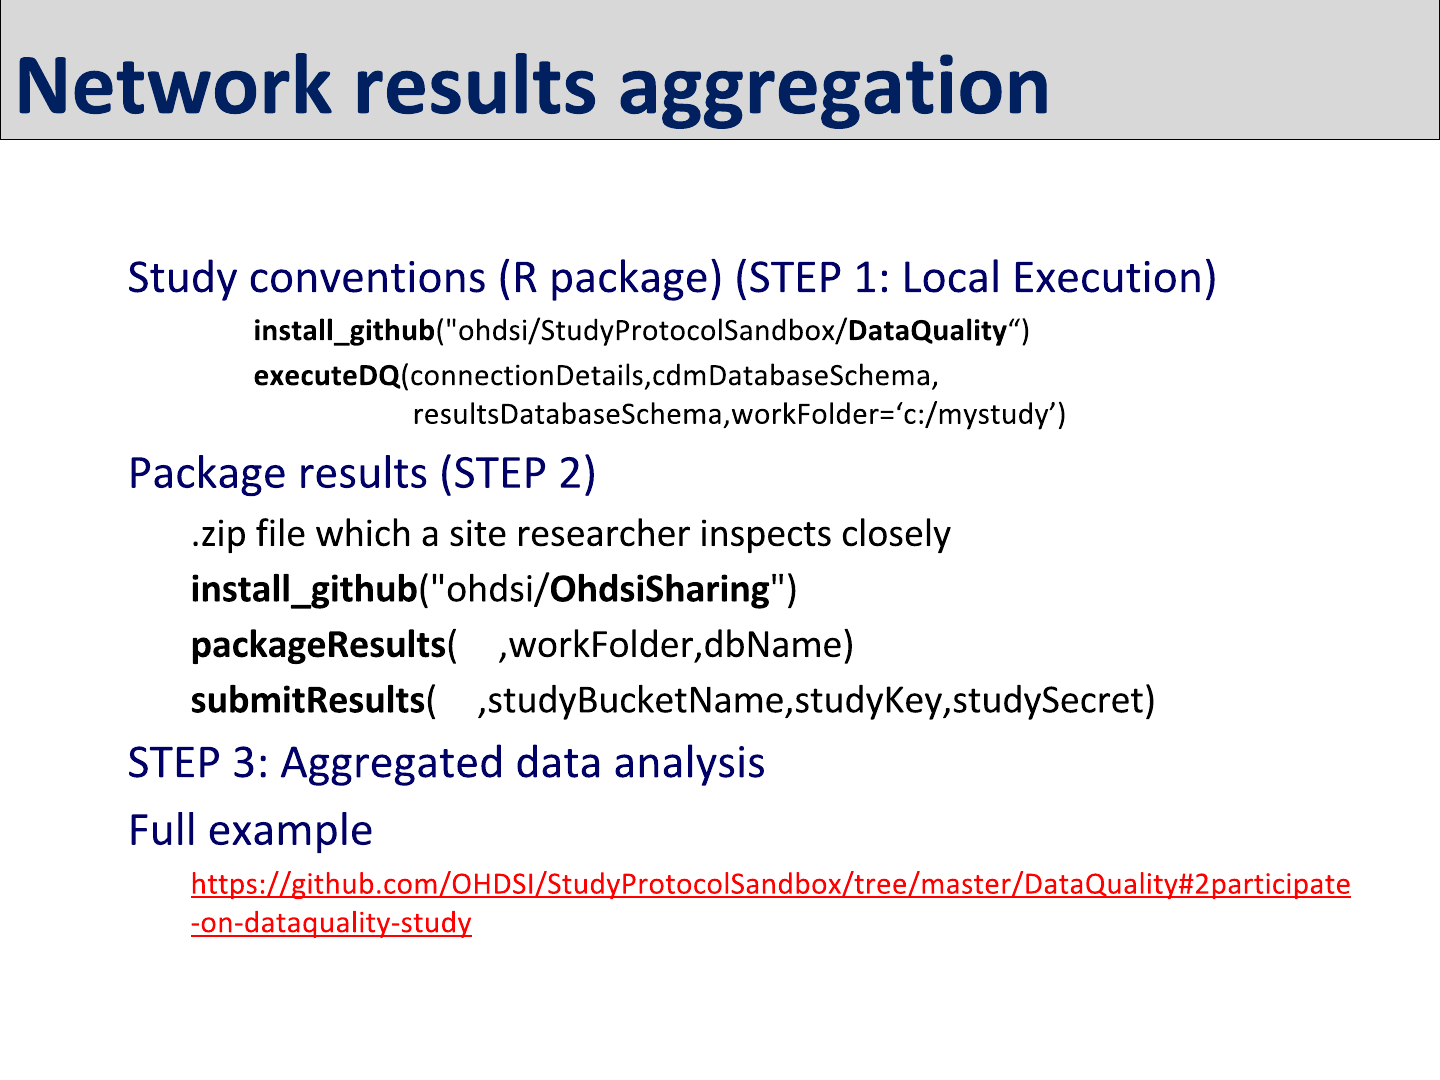 Network results aggregation
Study conventions (R package) (STEP 1: Local Execution)
install_github("ohdsi/StudyProtocolSandbox/DataQuality“)
executeDQ(connectionDetails,cdmDatabaseSchema,
resultsDatabaseSchema,workFolder=‘c:/mystudy’)
Package results (STEP 2)
.zip file which a site researcher inspects closely
install_github("ohdsi/OhdsiSharing")
packageResults(    ,workFolder,dbName)
submitResults(    ,studyBucketName,studyKey,studySecret)
STEP 3: Aggregated data analysis
Full example
https://github.com/OHDSI/StudyProtocolSandbox/tree/master/DataQuality#2participate
-on-dataquality-study